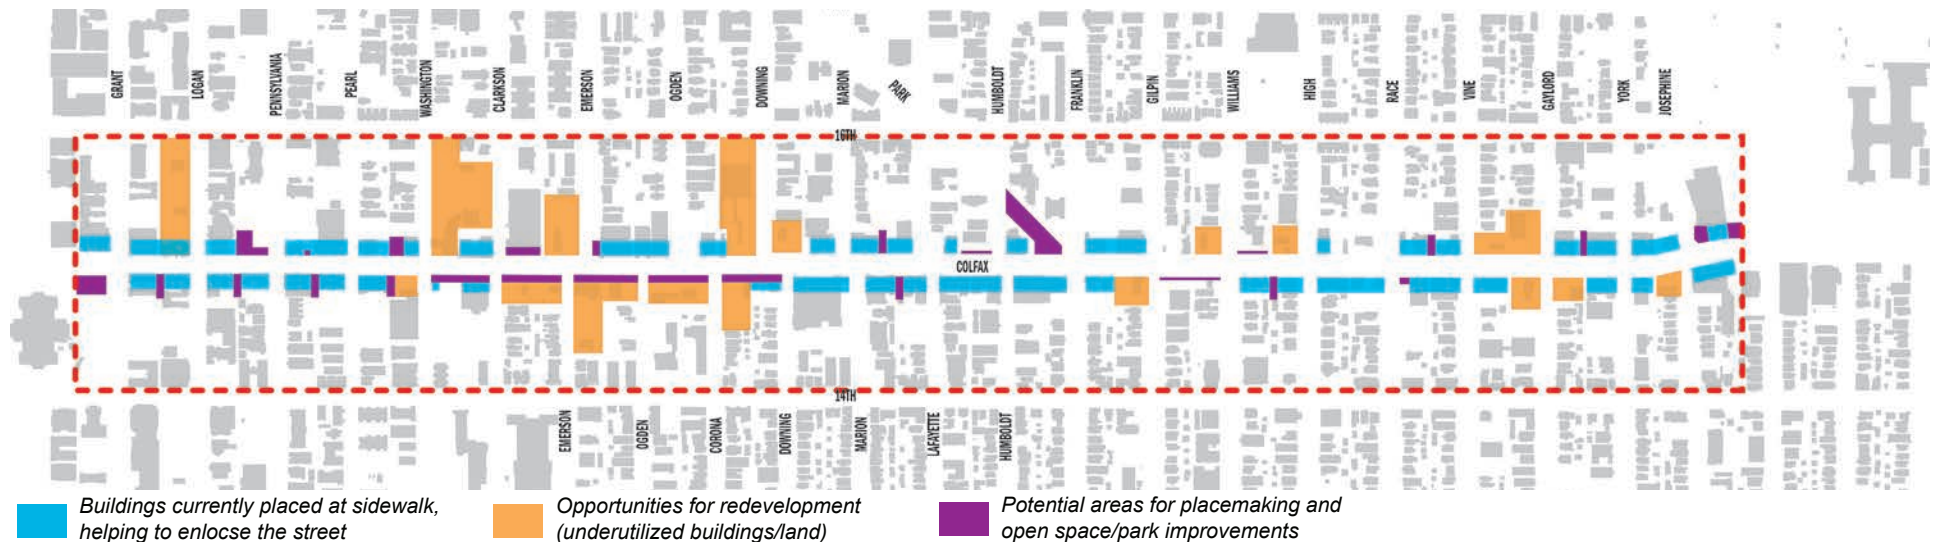 GRANT
LOGAN
PENNSYLVANIA
PEARL
WASHINGTON
CLARKSON
EMERSON
OGDEN
DOWNING
MARION
PARK
HUMBOLDT
FRANKLIN
GILPIN
WILLIAMS
HIGH
RACE
VINE
GAYLORD
YORK
JOSEPHINE
16TH
COLFAX
14TH
EMERSON
OGDEN
CORONA
DOWNING
MARION
LAFAYETTE
HUMBOLDT
Buildings currently placed at sidewalk,
helping to enlocse the street
Opportunities for redevelopment
(underutilized buildings/land)
Potential areas for placemaking and
open space/park improvements